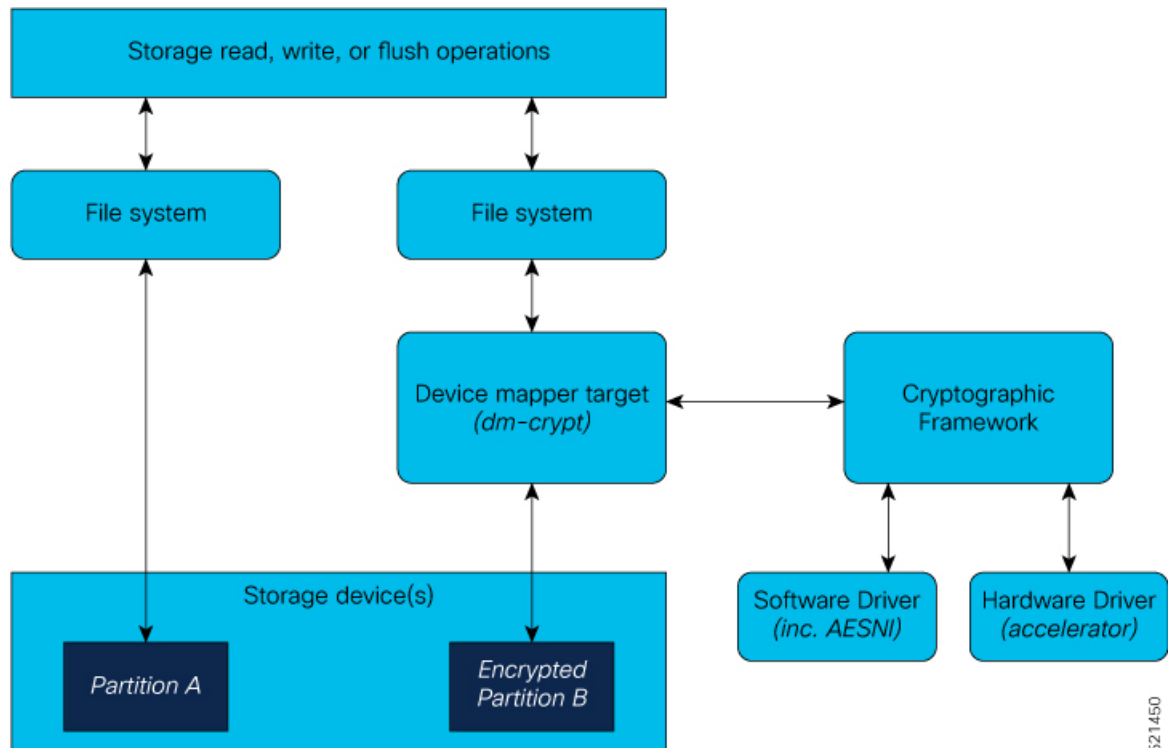 Storage read, write, or flush operations
File system
File system
Device mapper target
(dm-crypt)
Cryptographic
Framework
Storage device(s)
Software Driver
(inc. AESNI)
Hardware Driver
(accelerator)
Partition A
Encrypted
Partition B
521450